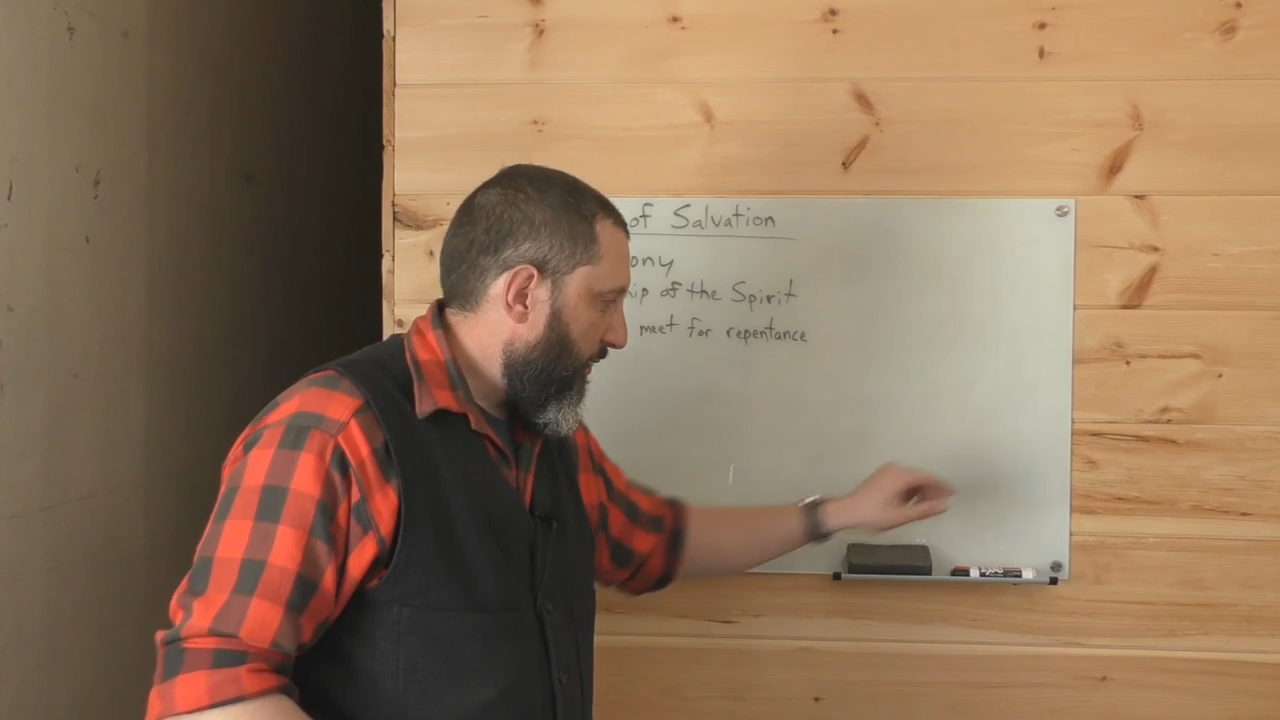 of Salvation
ony
ip of the Spirit
meet for repentance